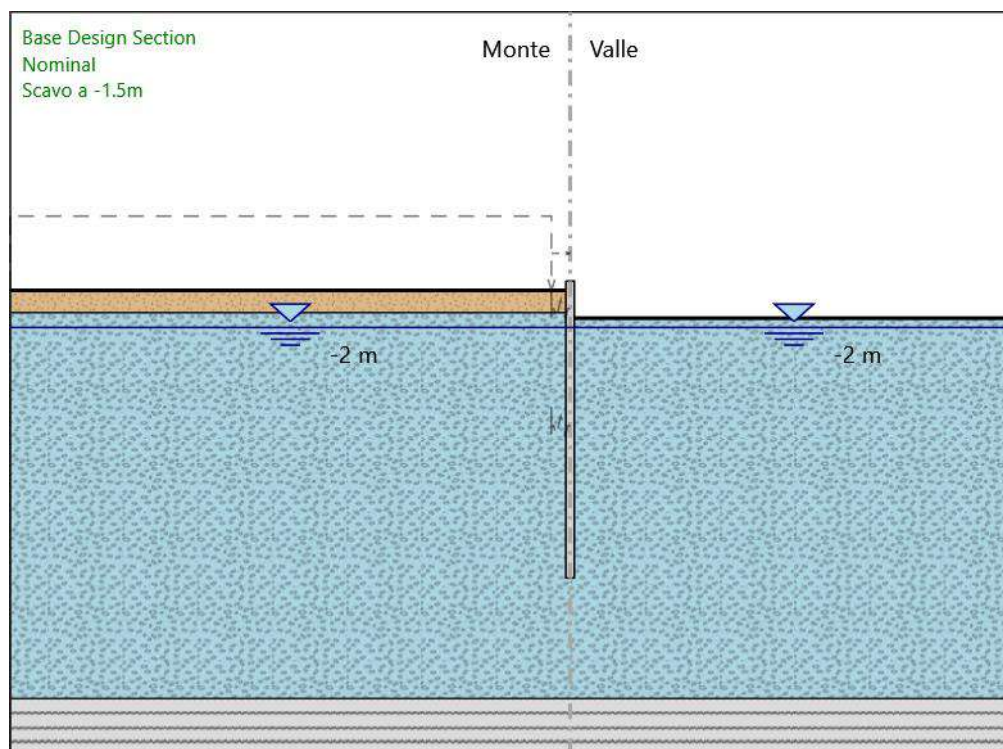 Base Design Section
Nominal
Scavo a -1.5m
Monte
Valle
-2 m
-2 m